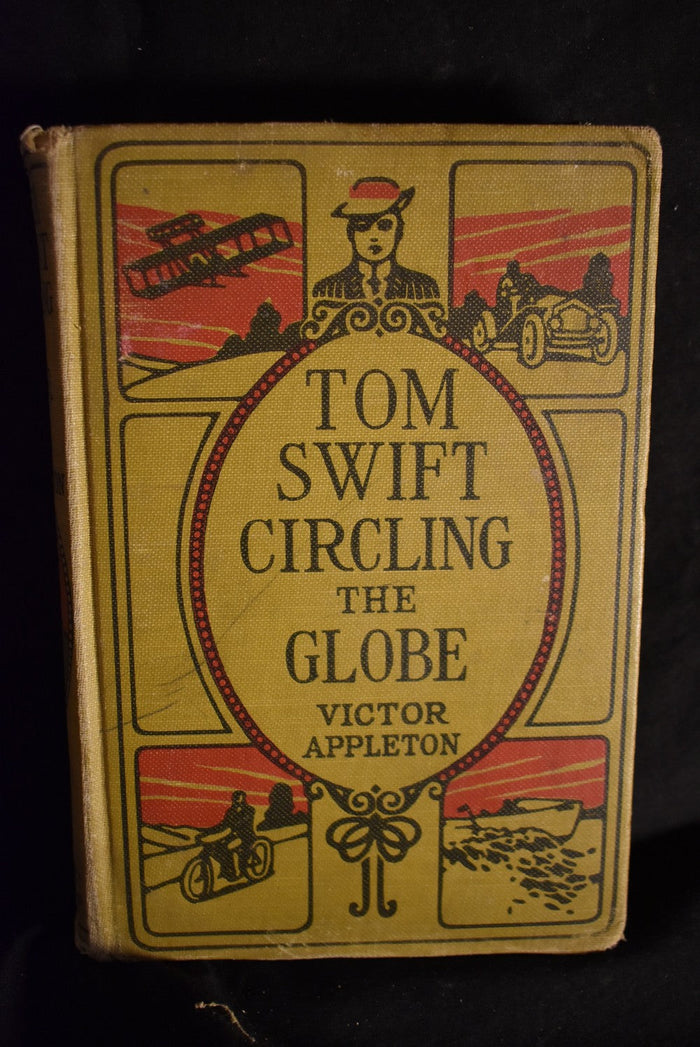 TOM
SWIFT
CIRCLING
THE
GLOBE
VICTOR
APPLETON